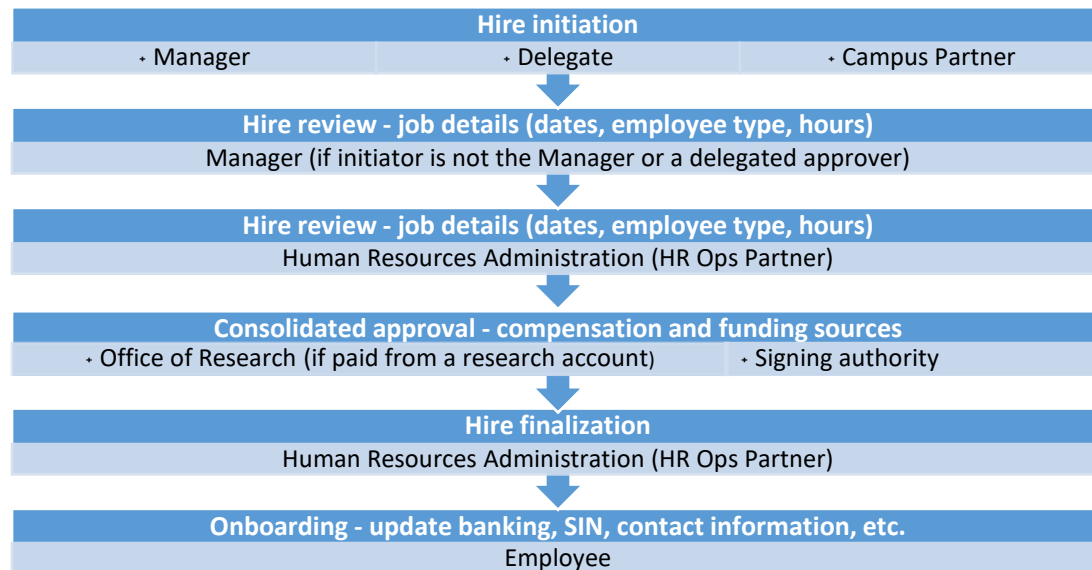 Hire initiation
+ Manager
+ Delegate
+ Campus Partner
Hire review - job details (dates, employee type, hours)
Manager (if initiator is not the Manager or a delegated approver)
Hire review - job details (dates, employee type, hours)
Human Resources Administration (HR Ops Partner)
Consolidated approval - compensation and funding sources
+ Office of Research (if paid from a research account)
+ Signing authority
Hire finalization
Human Resources Administration (HR Ops Partner)
Onboarding - update banking, SIN, contact information, etc.
Employee